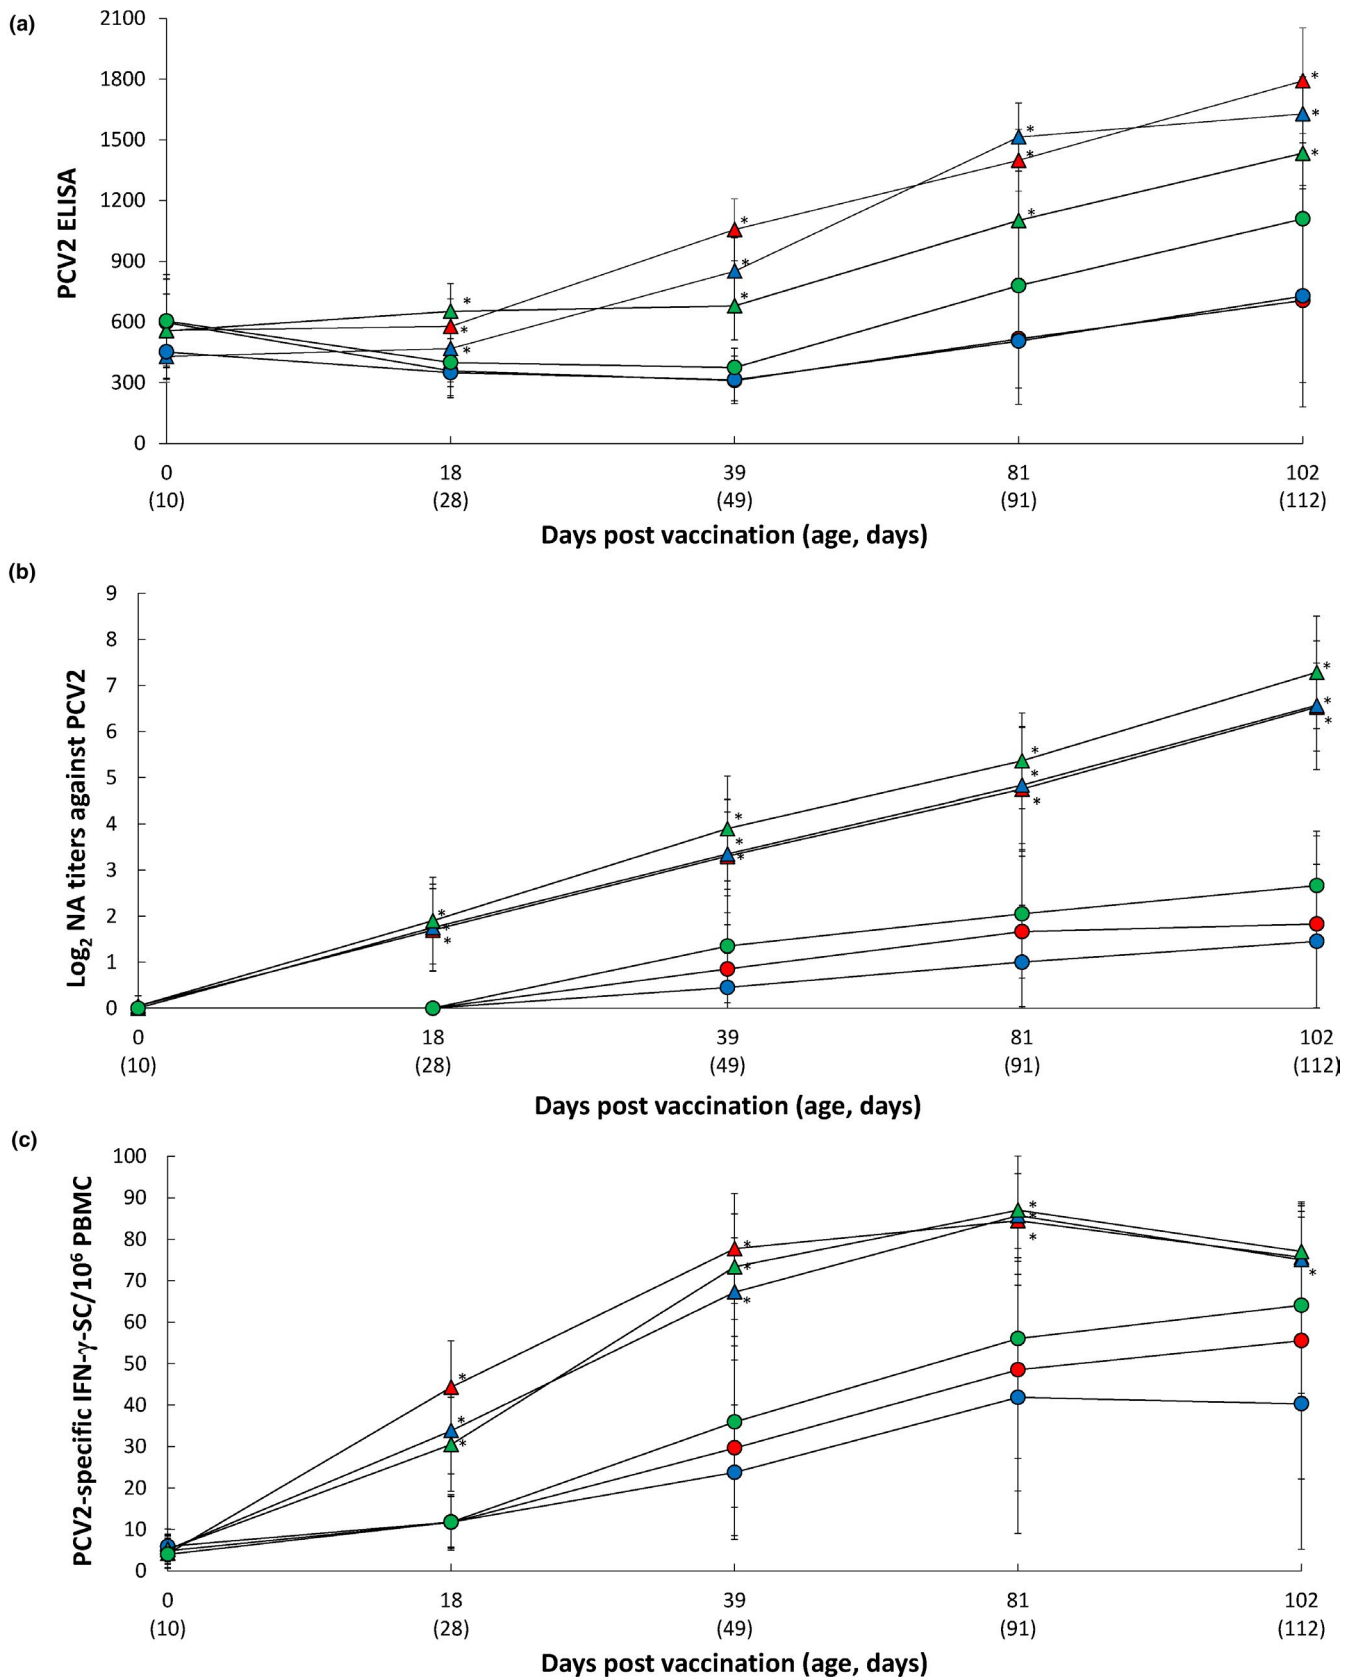 (a)
2100
1800
1500
1200
900
600
300
0
PCV2 ELISA
* * * * * * * * * * * *
0 18 39 81 102
(10) (28) (49) (91) (112)
Days post vaccination (age, days)
(b)
9
8
7
6
5
4
3
2
1
0
Log₂ NA titers against PCV2
* * * * * * * * * * * *
0 18 39 81 102
(10) (28) (49) (91) (112)
Days post vaccination (age, days)
(c)
100
90
80
70
60
50
40
30
20
10
0
PCV2-specific IFN-γ-SC/10⁶ PBMC
* * * * * * * * * *
0 18 39 81 102
(10) (28) (49) (91) (112)
Days post vaccination (age, days)